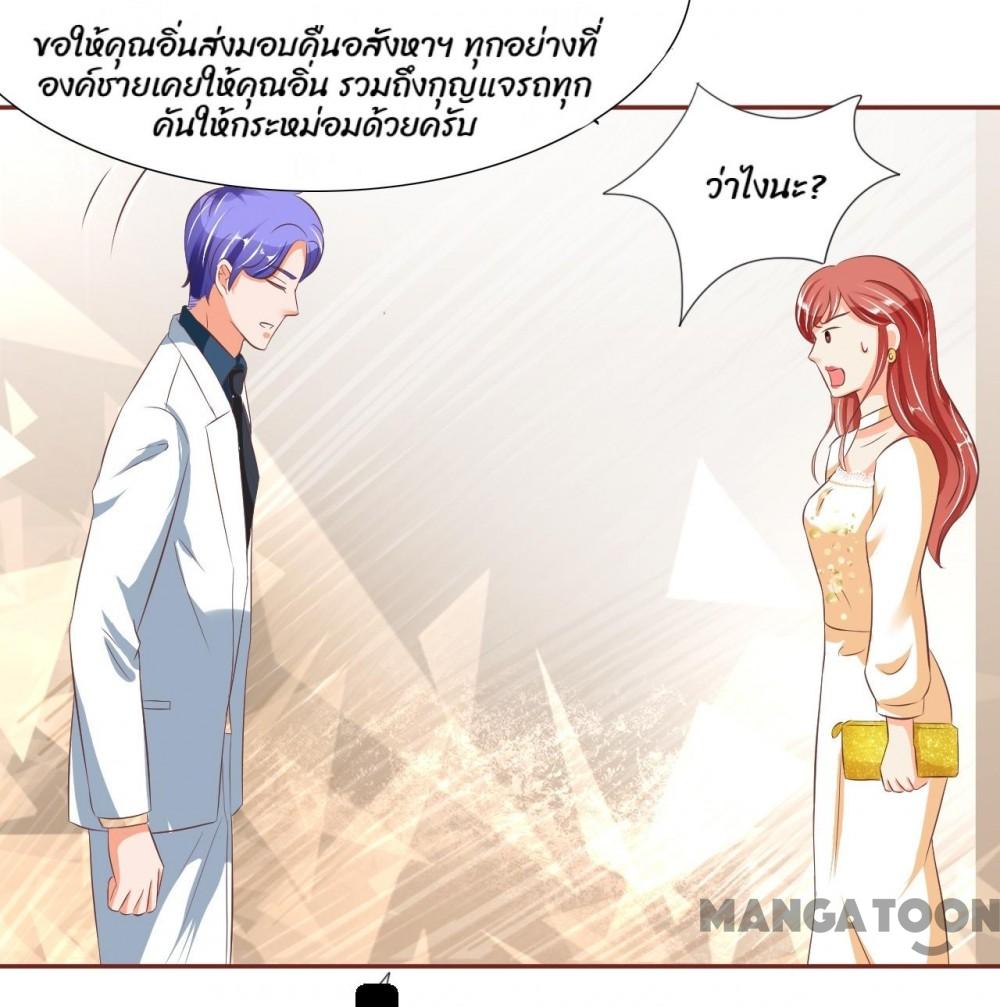 ขอให้คุณอิ่นส่งมอบคืนอสังหาฯ ทุกอย่างที่
องค์ชายเคยให้คุณอิ่น รวมถึงกุญแจรถทุก
คันให้กระหม่อมด้วยครับ
ว่าไงนะ?
MANGATOON